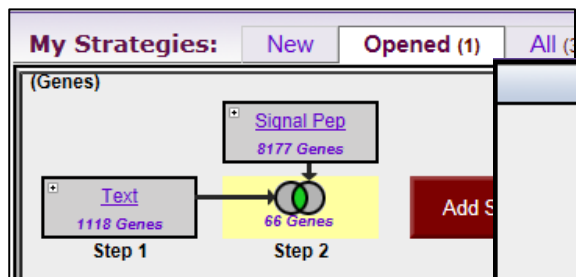 My Strategies: New Opened (1) All (3
(Genes)
Signal Pep
8177 Genes
Text
1118 Genes
66 Genes
Add S
Step 1
Step 2